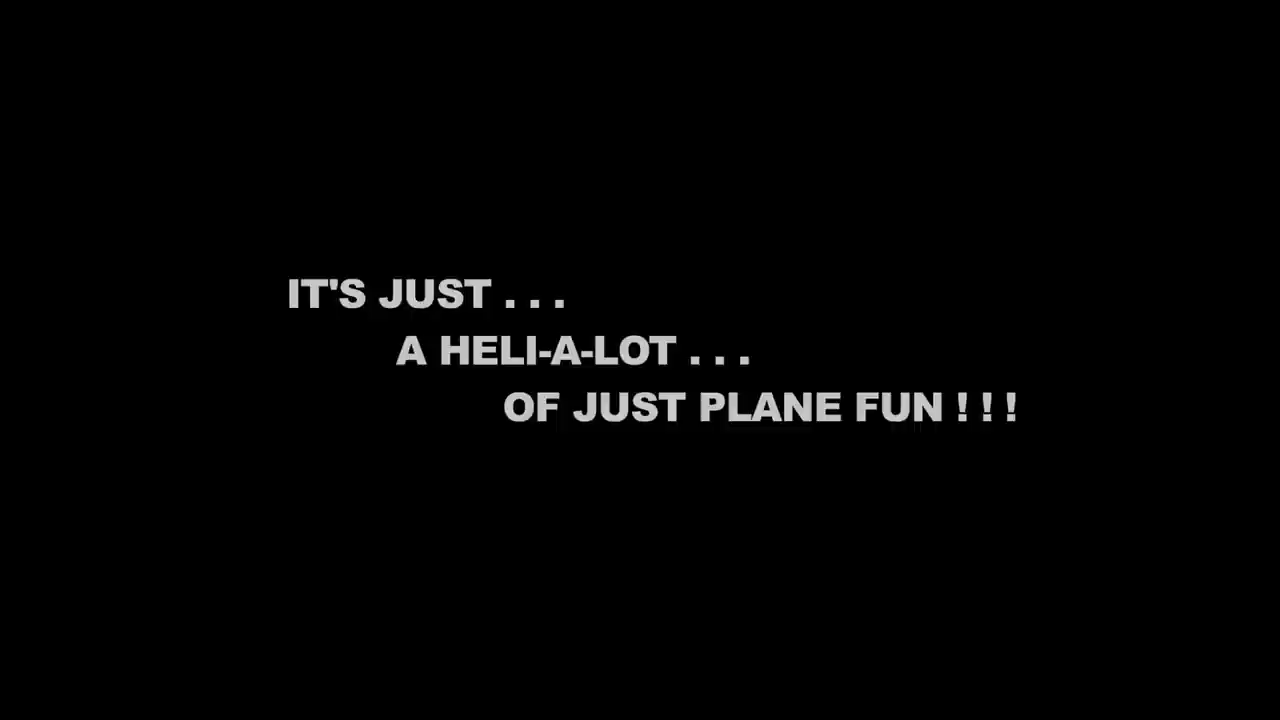 IT'S JUST . . .
A HELI-A-LOT . . .
OF JUST PLANE FUN ! ! !